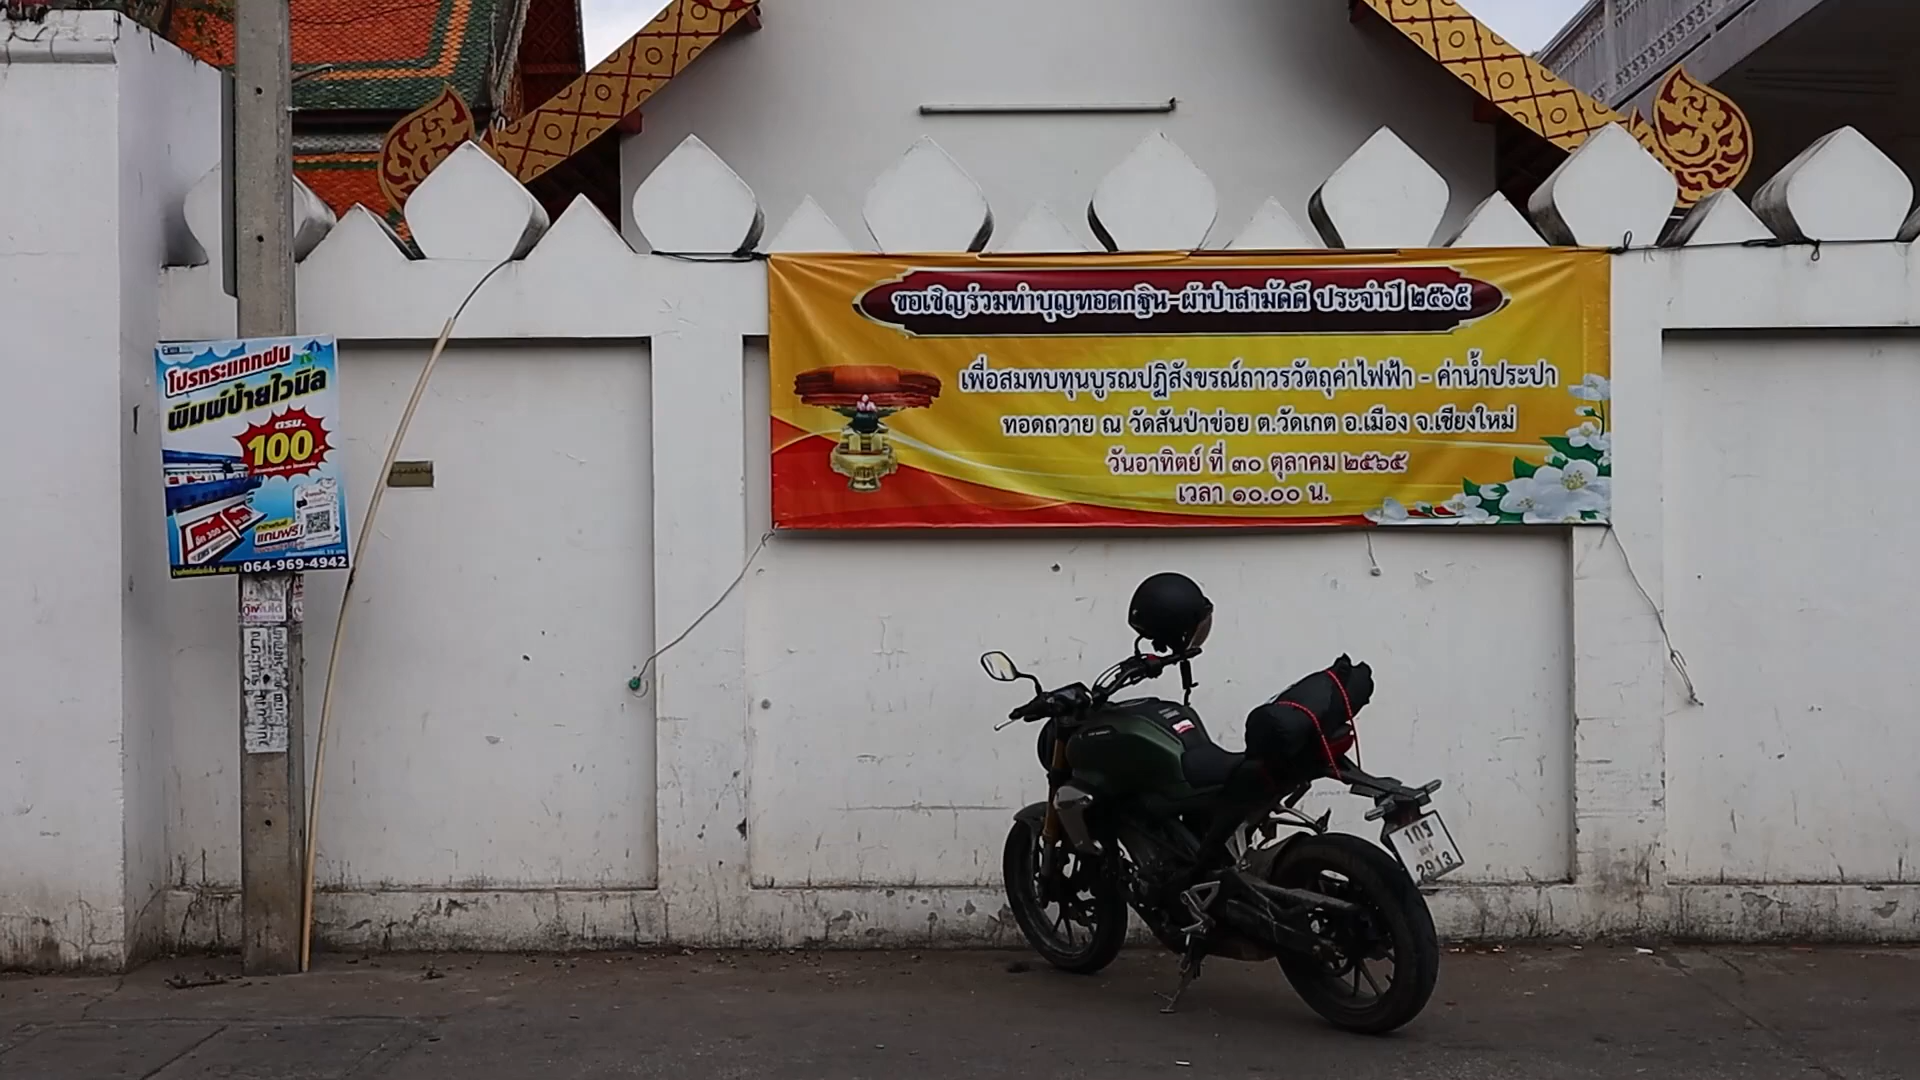 ขอเชิญร่วมทำบุญทอดกฐิน-ผ้าป่าสามัคคี ประจำปี ๒๕๖๕
เพื่อสมทบทุนบูรณปฏิสังขรณ์ถาวรวัตถุค่าไฟฟ้า - ค่าน้ำประปา
ทอดถวาย ณ วัดสันป่าข่อย ต.วัดเกต อ.เมือง จ.เชียงใหม่
วันอาทิตย์ ที่ ๓๐ ตุลาคม ๒๕๖๕
เวลา ๑๐.๐๐ น.
โปรกระแทกฝน
พิมพ์ป้ายไวนิล
ตรม.
100
แถมฟรี!
064-969-4942
1กฐ
2913